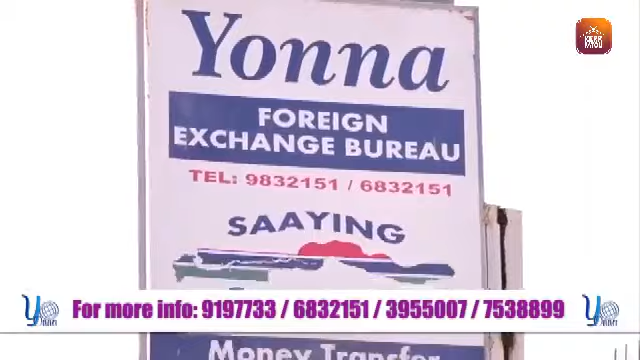 Yonna
FOREIGN
EXCHANGE BUREAU
TEL: 9832151 / 6832151
SAAYING
For more info: 9197733 / 6832151 / 3955007 / 7538899
Money Transfer